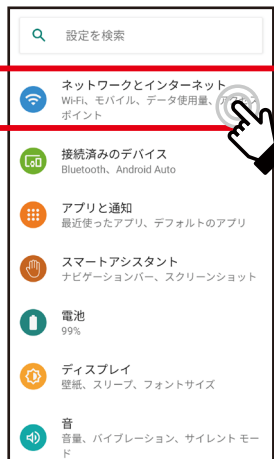 設定を検索
ネットワークとインターネット
Wi-Fi、モバイル、データ使用量、アクセス
ポイント
接続済みのデバイス
Bluetooth、Android Auto
アプリと通知
最近使ったアプリ、デフォルトのアプリ
スマートアシスタント
ナビゲーションバー、スクリーンショット
電池
99%
ディスプレイ
壁紙、スリープ、フォントサイズ
音
音量、バイブレーション、サイレント モー
ド